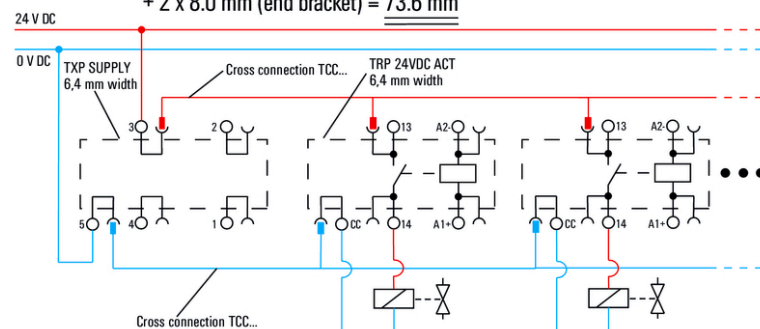 + 2 x 8.0 mm (end bracket) = 73.6 mm
24 V DC
0 V DC
TXP SUPPLY
6,4 mm width
Cross connection TCC...
TRP 24VDC ACT
6,4 mm width
3 2 13 A2- 13 A2-
5 4 1 CC 14 A1+ CC 14 A1+
Cross connection TCC...